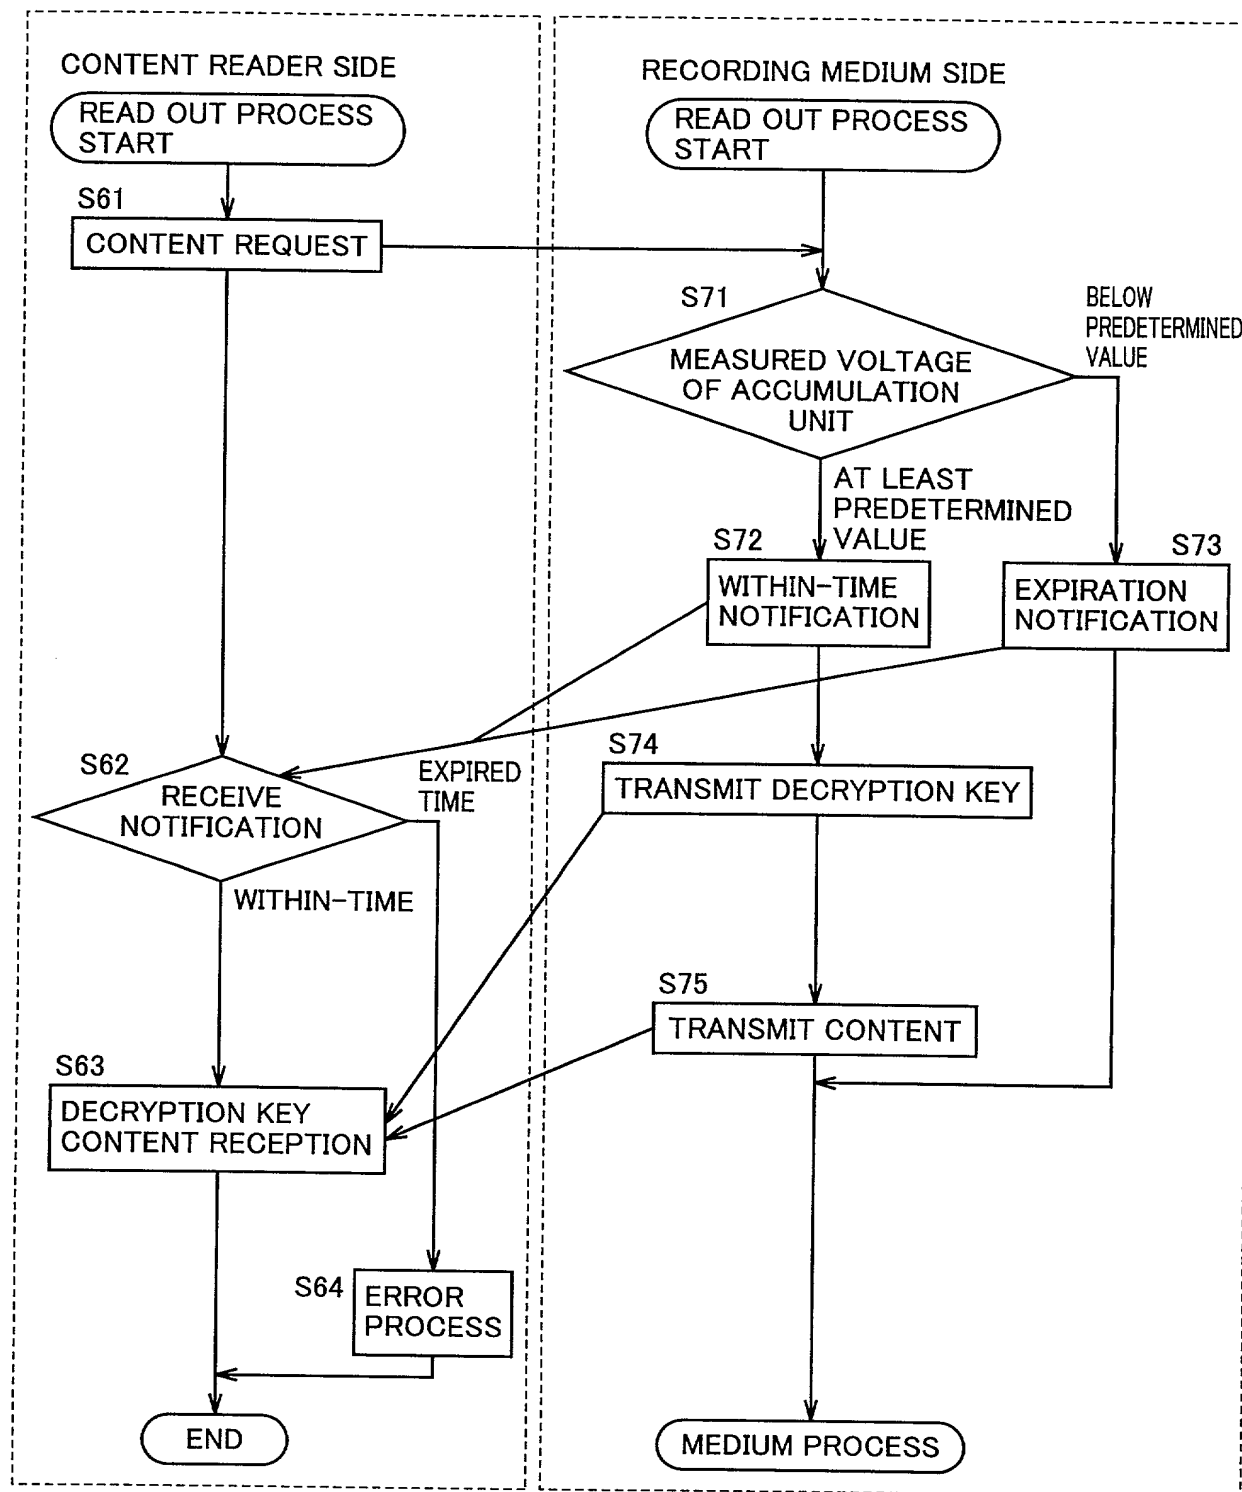 CONTENT READER SIDE
READ OUT PROCESS
START
S61
CONTENT REQUEST
S62
RECEIVE
NOTIFICATION
EXPIRED
TIME
WITHIN-TIME
S63
DECRYPTION KEY
CONTENT RECEPTION
S64
ERROR
PROCESS
END
RECORDING MEDIUM SIDE
READ OUT PROCESS
START
S71
MEASURED VOLTAGE
OF ACCUMULATION
UNIT
BELOW
PREDETERMINED
VALUE
AT LEAST
PREDETERMINED
VALUE
S72
WITHIN-TIME
NOTIFICATION
S73
EXPIRATION
NOTIFICATION
S74
TRANSMIT DECRYPTION KEY
S75
TRANSMIT CONTENT
MEDIUM PROCESS